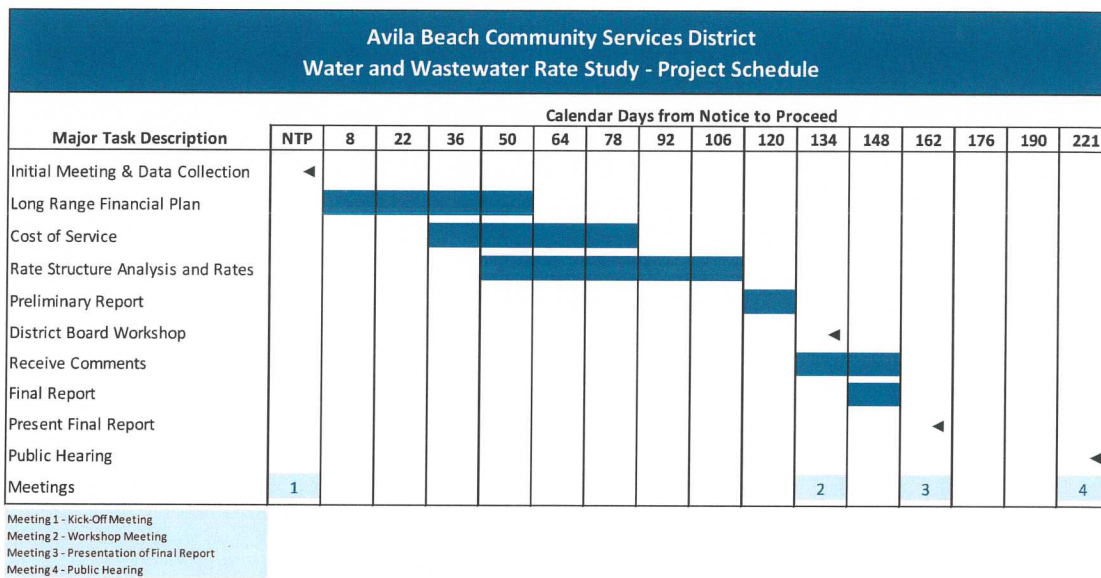 Avila Beach Community Services District
Water and Wastewater Rate Study - Project Schedule
Calendar Days from Notice to Proceed
Major Task Description NTP 8 22 36 50 64 78 92 106 120 134 148 162 176 190 221
Initial Meeting & Data Collection
Long Range Financial Plan
Cost of Service
Rate Structure Analysis and Rates
Preliminary Report
District Board Workshop
Receive Comments
Final Report
Present Final Report
Public Hearing
Meetings 1 2 3 4
Meeting 1 - Kick-Off Meeting
Meeting 2 - Workshop Meeting
Meeting 3 - Presentation of Final Report
Meeting 4 - Public Hearing